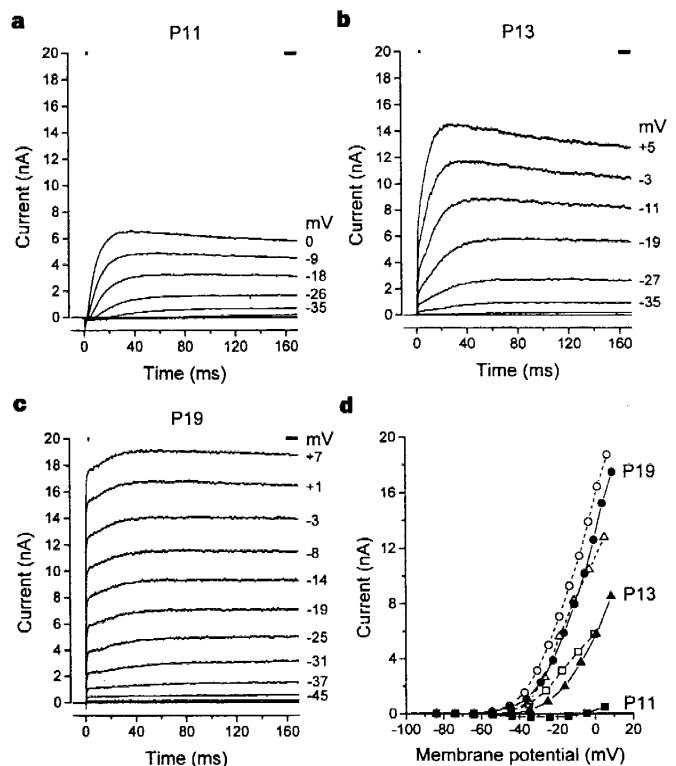 a
P11
20
18
16
14
12
10
8
6
4
2
0
Current (nA)
mV
0
-9
-18
-26
-35
0 40 80 120 160
Time (ms)
b
P13
20
18
16
14
12
10
8
6
4
2
0
Current (nA)
mV
+5
-3
-11
-19
-27
-35
0 40 80 120 160
Time (ms)
c
P19
20
18
16
14
12
10
8
6
4
2
0
Current (nA)
mV
+7
+1
-3
-8
-14
-19
-25
-31
-37
-45
0 40 80 120 160
Time (ms)
d
20
16
12
8
4
0
Current (nA)
P19
P13
P11
-100 -80 -60 -40 -20 0 20
Membrane potential (mV)